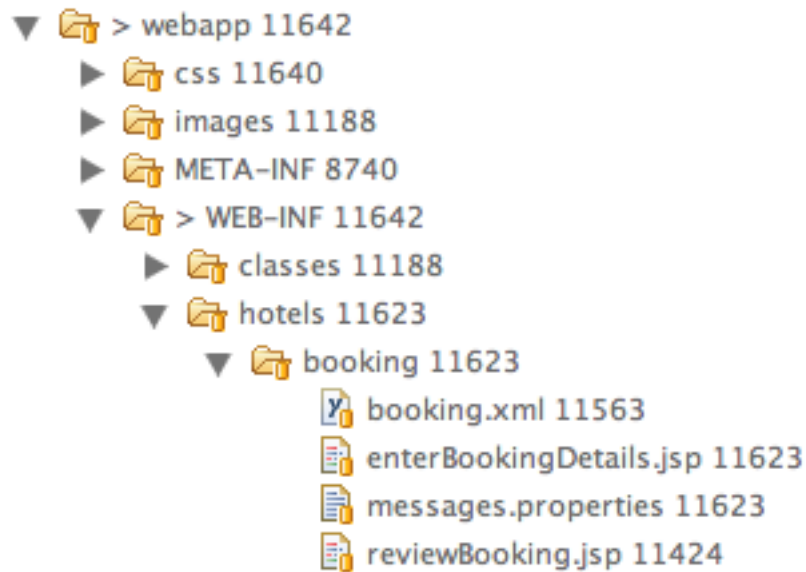 > webapp 11642
css 11640
images 11188
META-INF 8740
> WEB-INF 11642
classes 11188
hotels 11623
booking 11623
booking.xml 11563
enterBookingDetails.jsp 11623
messages.properties 11623
reviewBooking.jsp 11424